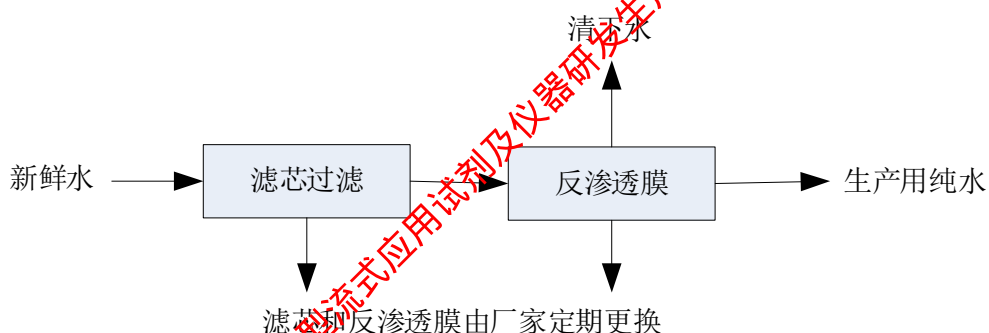 清下水
新鲜水
滤芯过滤
反渗透膜
生产用纯水
滤芯和反渗透膜由厂家定期更换
流式应用试剂及仪器研发生